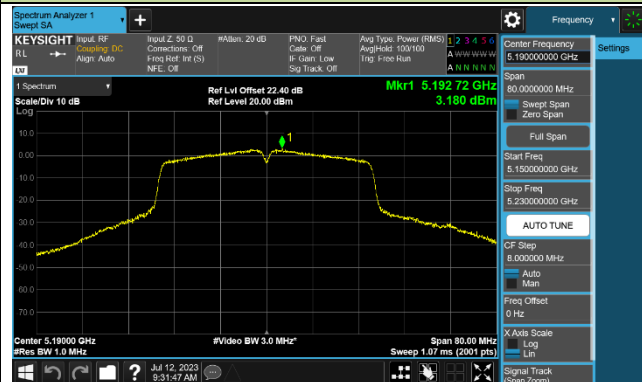 Spectrum Analyzer 1
Swept SA
Frequency
KEYSIGHT
RL
Input: RF
Coupling: DC
Align: Auto
Input Z: 50 Ω
Corrections: Off
Freq Ref: Int (S)
NFE: Off
#Atten: 20 dB
PNO: Fast
Gate: Off
IF Gain: Low
Sig Track: Off
Avg Type: Power (RMS)
Avg|Hold: 100/100
Trig: Free Run
1 2 3 4 5 6
A W W W W W
A N N N N N
1 Spectrum
Scale/Div 10 dB
Ref Lvl Offset 22.40 dB
Ref Level 20.00 dBm
Mkr1 5.192 72 GHz
3.180 dBm
Log
10.0
0.00
-10.0
-20.0
-30.0
-40.0
-50.0
-60.0
-70.0
1
Center 5.19000 GHz
#Res BW 1.0 MHz
#Video BW 3.0 MHz*
Span 80.00 MHz
Sweep 1.07 ms (2001 pts)
Jul 12, 2023
9:31:47 AM
Center Frequency
5.190000000 GHz
Settings
Span
80.0000000 MHz
Swept Span
Zero Span
Full Span
Start Freq
5.150000000 GHz
Stop Freq
5.230000000 GHz
AUTO TUNE
CF Step
8.000000 MHz
Auto
Man
Freq Offset
0 Hz
X Axis Scale
Log
Lin
Signal Track
(Span Zoom)